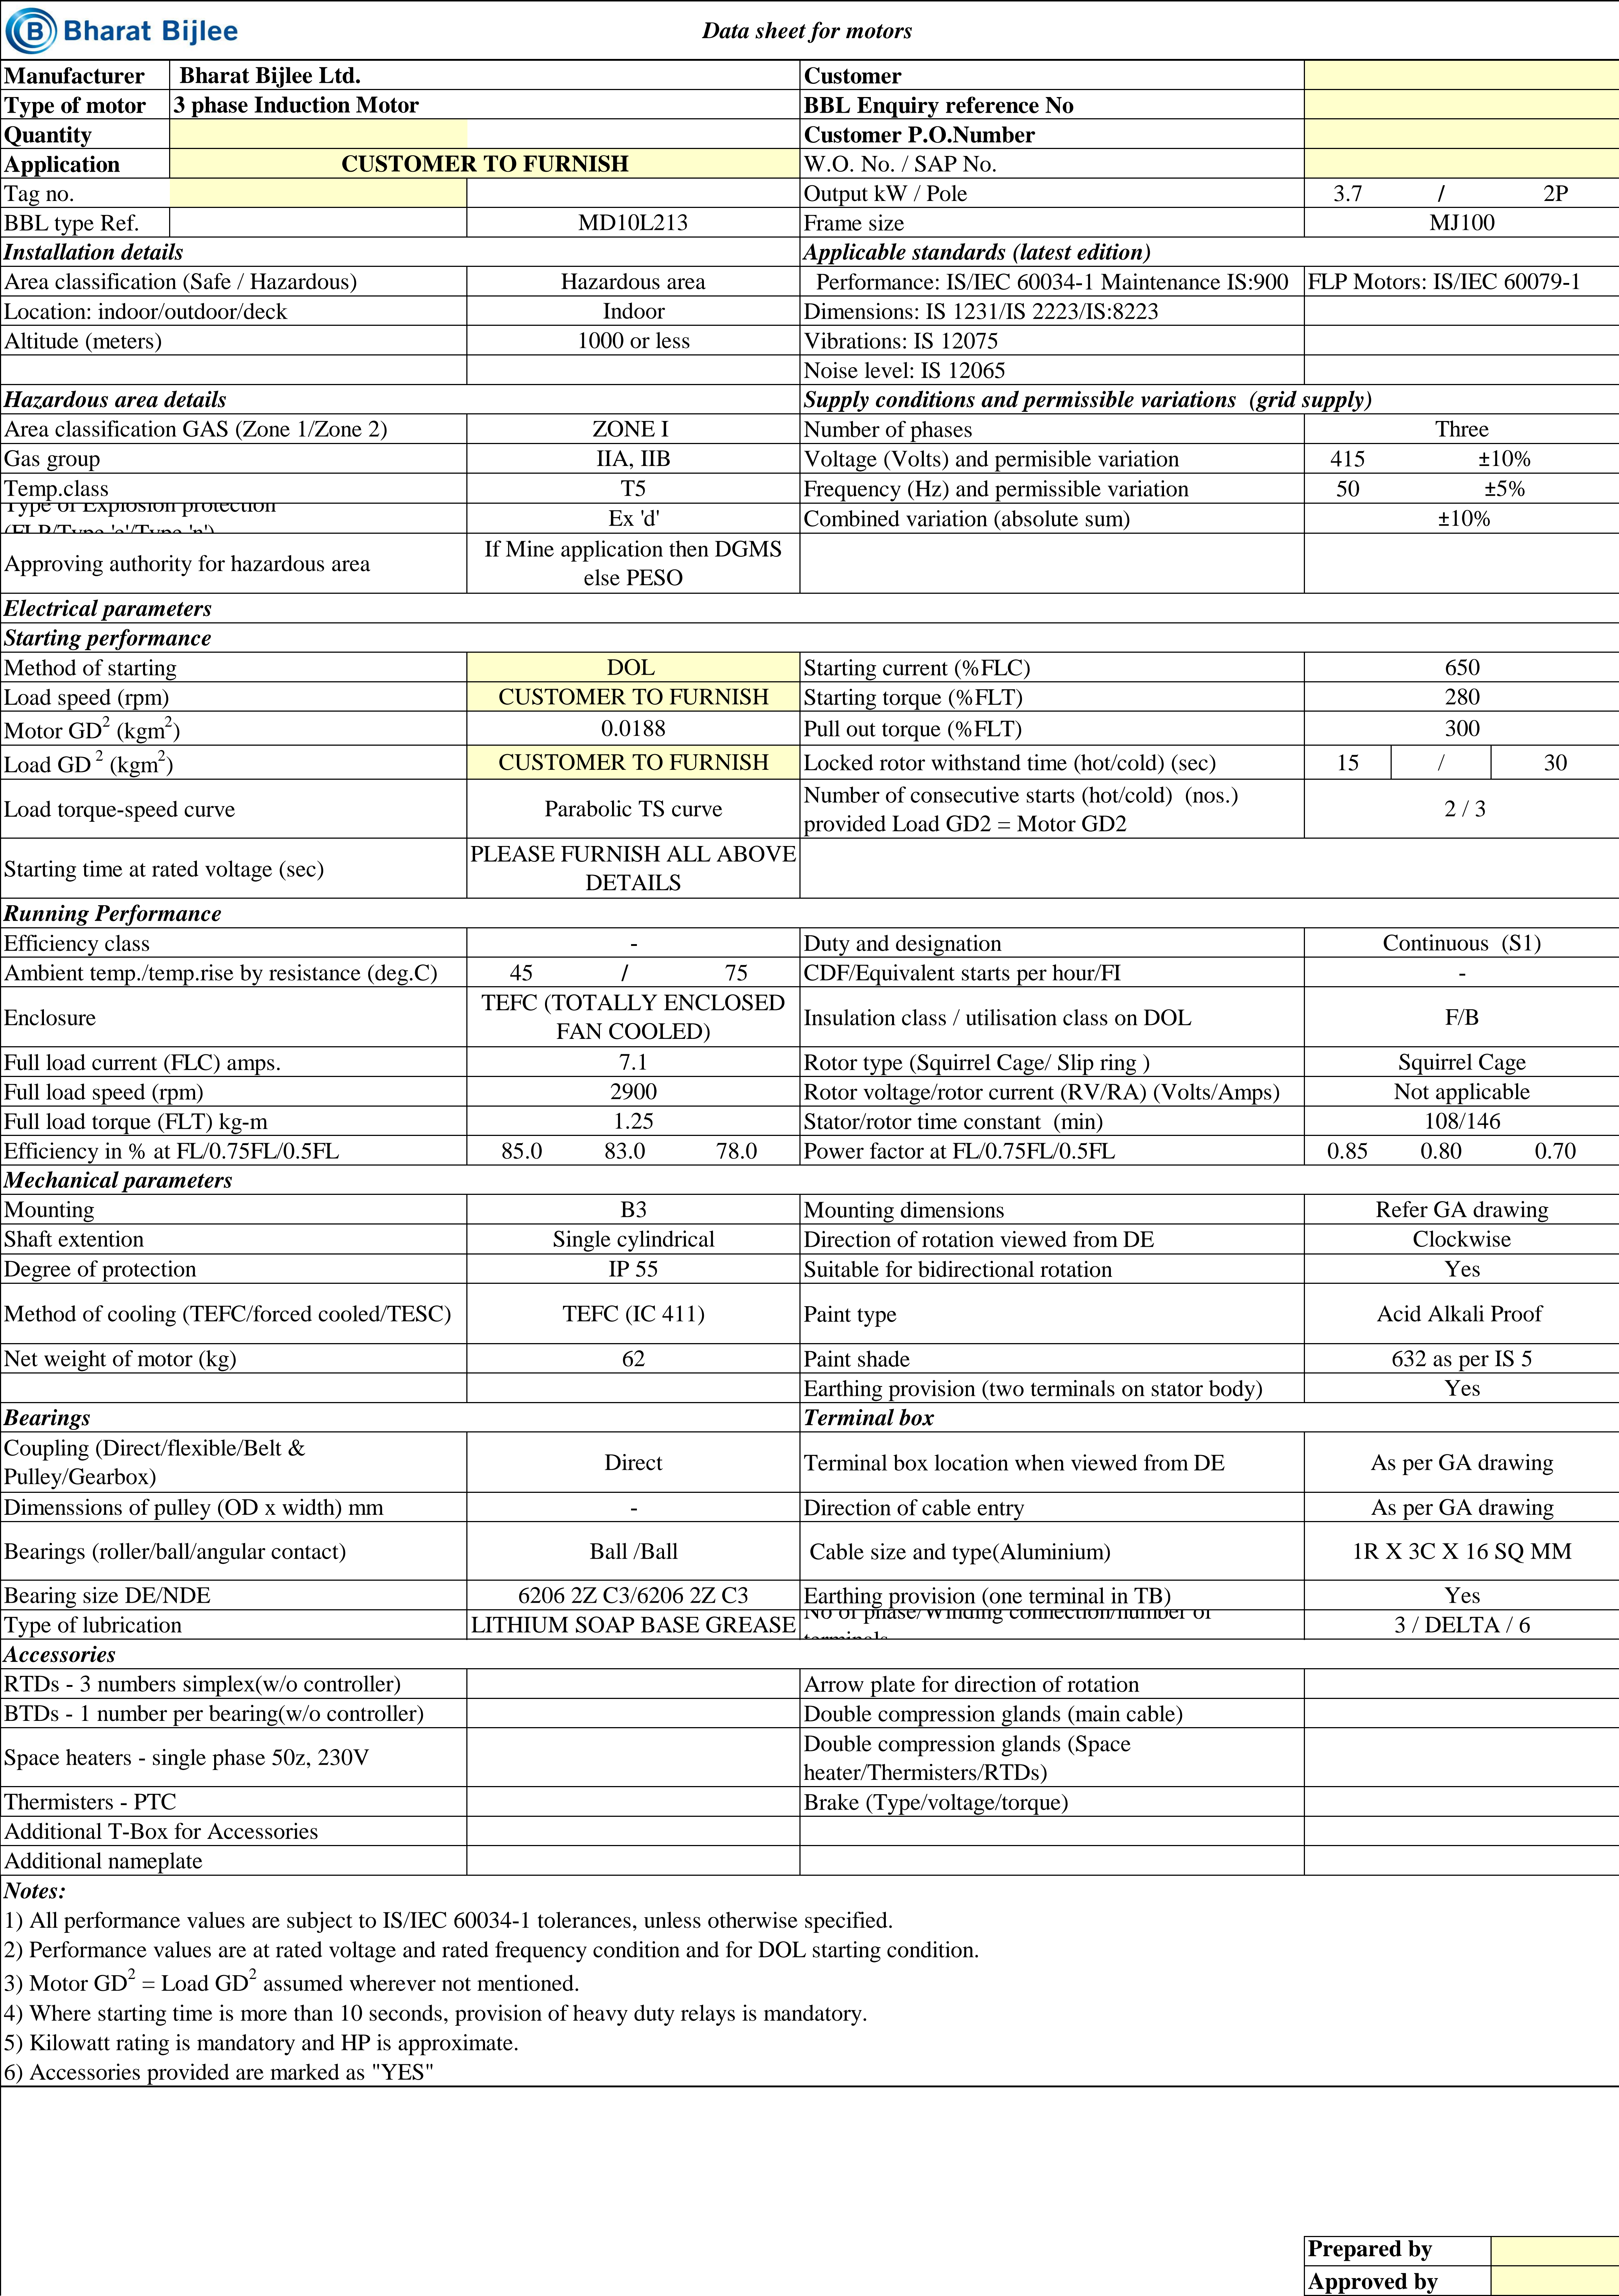 B Bharat Bijlee
Data sheet for motors
Manufacturer Bharat Bijlee Ltd. Customer
Type of motor 3 phase Induction Motor BBL Enquiry reference No
Quantity Customer P.O.Number
Application CUSTOMER TO FURNISH W.O. No. / SAP No.
Tag no. Output kW / Pole 3.7 / 2P
BBL type Ref. MD10L213 Frame size MJ100
Installation details Applicable standards (latest edition)
Area classification (Safe / Hazardous) Hazardous area Performance: IS/IEC 60034-1 Maintenance IS:900 FLP Motors: IS/IEC 60079-1
Location: indoor/outdoor/deck Indoor Dimensions: IS 1231/IS 2223/IS:8223
Altitude (meters) 1000 or less Vibrations: IS 12075
Noise level: IS 12065
Hazardous area details Supply conditions and permissible variations (grid supply)
Area classification GAS (Zone 1/Zone 2) ZONE I Number of phases Three
Gas group IIA, IIB Voltage (Volts) and permisible variation 415 ±10%
Temp.class T5 Frequency (Hz) and permissible variation 50 ±5%
Type of Explosion protection
(FLP/Type 'e'/Type 'n') Ex 'd' Combined variation (absolute sum) ±10%
Approving authority for hazardous area If Mine application then DGMS
else PESO
Electrical parameters
Starting performance
Method of starting DOL Starting current (%FLC) 650
Load speed (rpm) CUSTOMER TO FURNISH Starting torque (%FLT) 280
Motor GD2 (kgm2) 0.0188 Pull out torque (%FLT) 300
Load GD 2 (kgm2) CUSTOMER TO FURNISH Locked rotor withstand time (hot/cold) (sec) 15 / 30
Load torque-speed curve Parabolic TS curve Number of consecutive starts (hot/cold) (nos.)
provided Load GD2 = Motor GD2 2 / 3
Starting time at rated voltage (sec) PLEASE FURNISH ALL ABOVE
DETAILS
Running Performance
Efficiency class - Duty and designation Continuous (S1)
Ambient temp./temp.rise by resistance (deg.C) 45 / 75 CDF/Equivalent starts per hour/FI -
Enclosure TEFC (TOTALLY ENCLOSED
FAN COOLED) Insulation class / utilisation class on DOL F/B
Full load current (FLC) amps. 7.1 Rotor type (Squirrel Cage/ Slip ring ) Squirrel Cage
Full load speed (rpm) 2900 Rotor voltage/rotor current (RV/RA) (Volts/Amps) Not applicable
Full load torque (FLT) kg-m 1.25 Stator/rotor time constant (min) 108/146
Efficiency in % at FL/0.75FL/0.5FL 85.0 83.0 78.0 Power factor at FL/0.75FL/0.5FL 0.85 0.80 0.70
Mechanical parameters
Mounting B3 Mounting dimensions Refer GA drawing
Shaft extention Single cylindrical Direction of rotation viewed from DE Clockwise
Degree of protection IP 55 Suitable for bidirectional rotation Yes
Method of cooling (TEFC/forced cooled/TESC) TEFC (IC 411) Paint type Acid Alkali Proof
Net weight of motor (kg) 62 Paint shade 632 as per IS 5
Earthing provision (two terminals on stator body) Yes
Bearings Terminal box
Coupling (Direct/flexible/Belt &
Pulley/Gearbox) Direct Terminal box location when viewed from DE As per GA drawing
Dimenssions of pulley (OD x width) mm - Direction of cable entry As per GA drawing
Bearings (roller/ball/angular contact) Ball /Ball Cable size and type(Aluminium) 1R X 3C X 16 SQ MM
Bearing size DE/NDE 6206 2Z C3/6206 2Z C3 Earthing provision (one terminal in TB) Yes
Type of lubrication LITHIUM SOAP BASE GREASE No of phase/Winding connection/number of
terminals 3 / DELTA / 6
Accessories
RTDs - 3 numbers simplex(w/o controller) Arrow plate for direction of rotation
BTDs - 1 number per bearing(w/o controller) Double compression glands (main cable)
Space heaters - single phase 50z, 230V Double compression glands (Space
heater/Thermisters/RTDs)
Thermisters - PTC Brake (Type/voltage/torque)
Additional T-Box for Accessories
Additional nameplate
Notes:
1) All performance values are subject to IS/IEC 60034-1 tolerances, unless otherwise specified.
2) Performance values are at rated voltage and rated frequency condition and for DOL starting condition.
3) Motor GD2 = Load GD2 assumed wherever not mentioned.
4) Where starting time is more than 10 seconds, provision of heavy duty relays is mandatory.
5) Kilowatt rating is mandatory and HP is approximate.
6) Accessories provided are marked as "YES"
Prepared by
Approved by